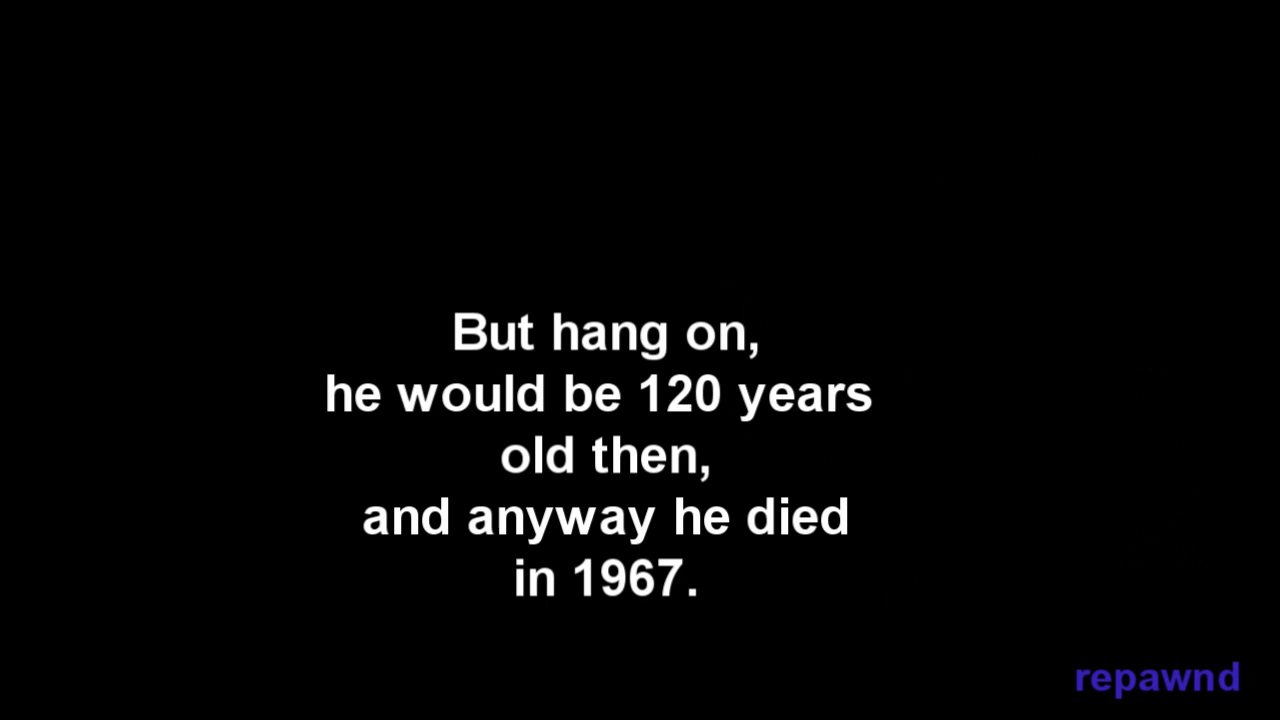 But hang on,
he would be 120 years
old then,
and anyway he died
in 1967.
repawnd